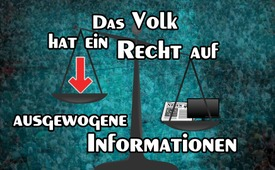 Das Volk
hat ein Recht auf
ausgewogene
Informationen